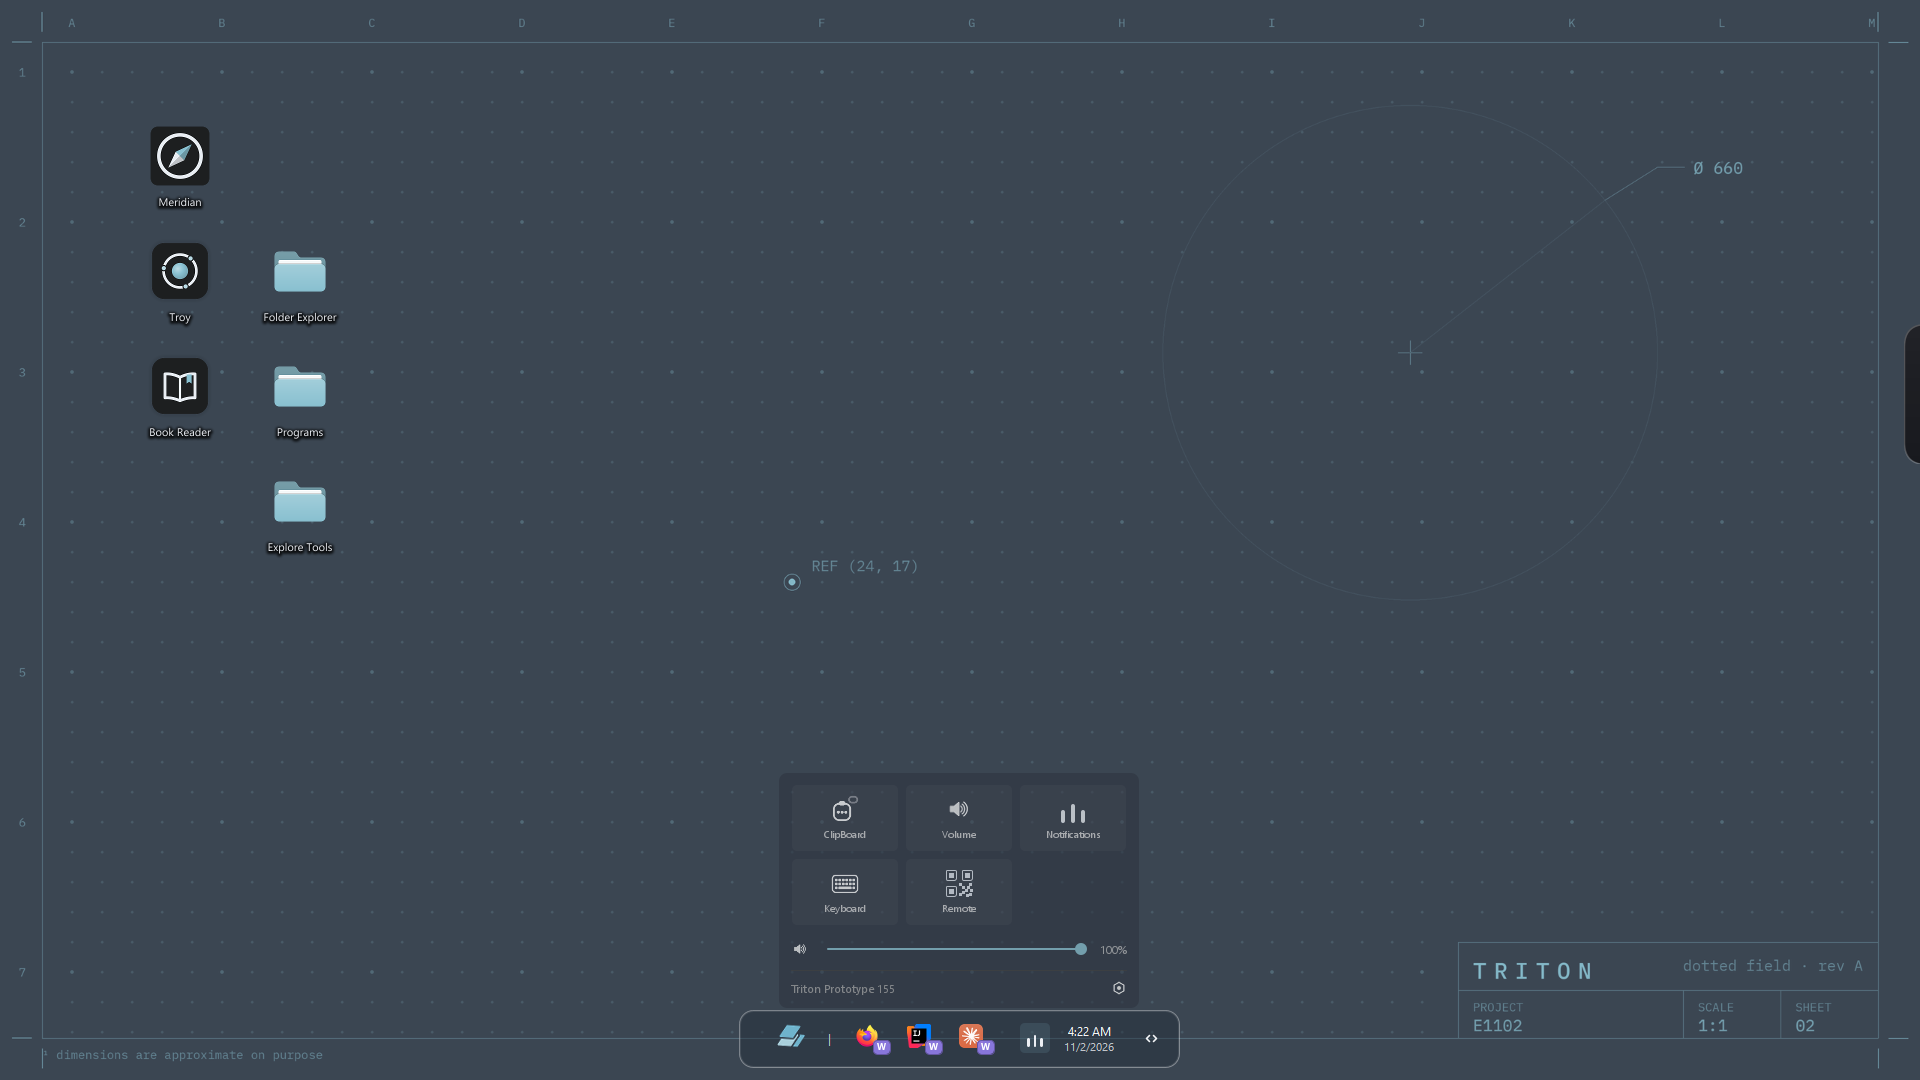 A B C D E F G H I J K L M
1
2
3
4
5
6
7
Ø 660
Meridian
Troy
Folder Explorer
Book Reader
Programs
Explore Tools
REF (24, 17)
ClipBoard
Volume
Notifications
Keyboard
Remote
100%
Triton Prototype 155
IJ
W
W
W
4:22 AM
11/2/2026
TRITON
dotted field · rev A
PROJECT
E1102
SCALE
1:1
SHEET
02
dimensions are approximate on purpose